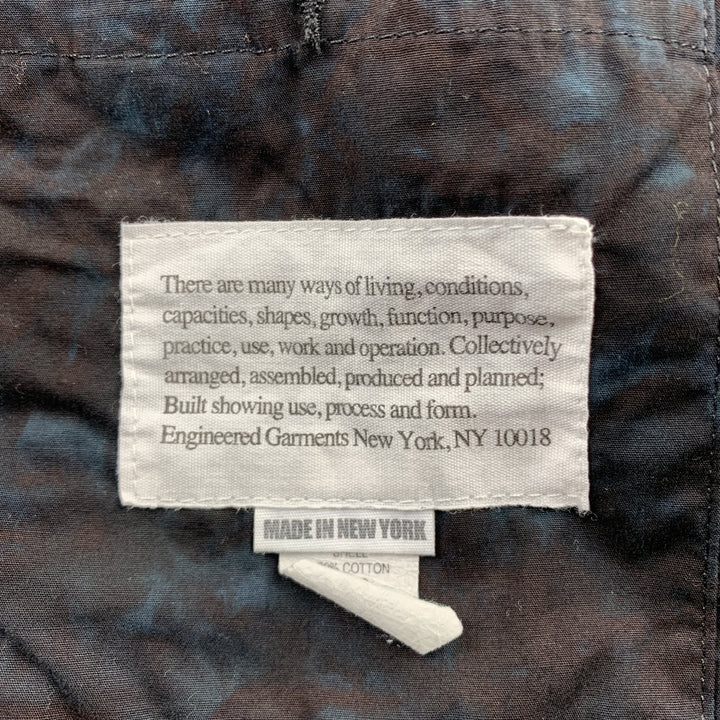 There are many ways of living, conditions,
capacities, shapes, growth, function, purpose,
practice, use, work and operation. Collectively
arranged, assembled, produced and planned;
Built showing use, process and form.
Engineered Garments New York, NY 10018
MADE IN NEW YORK
SHELL
COTTON